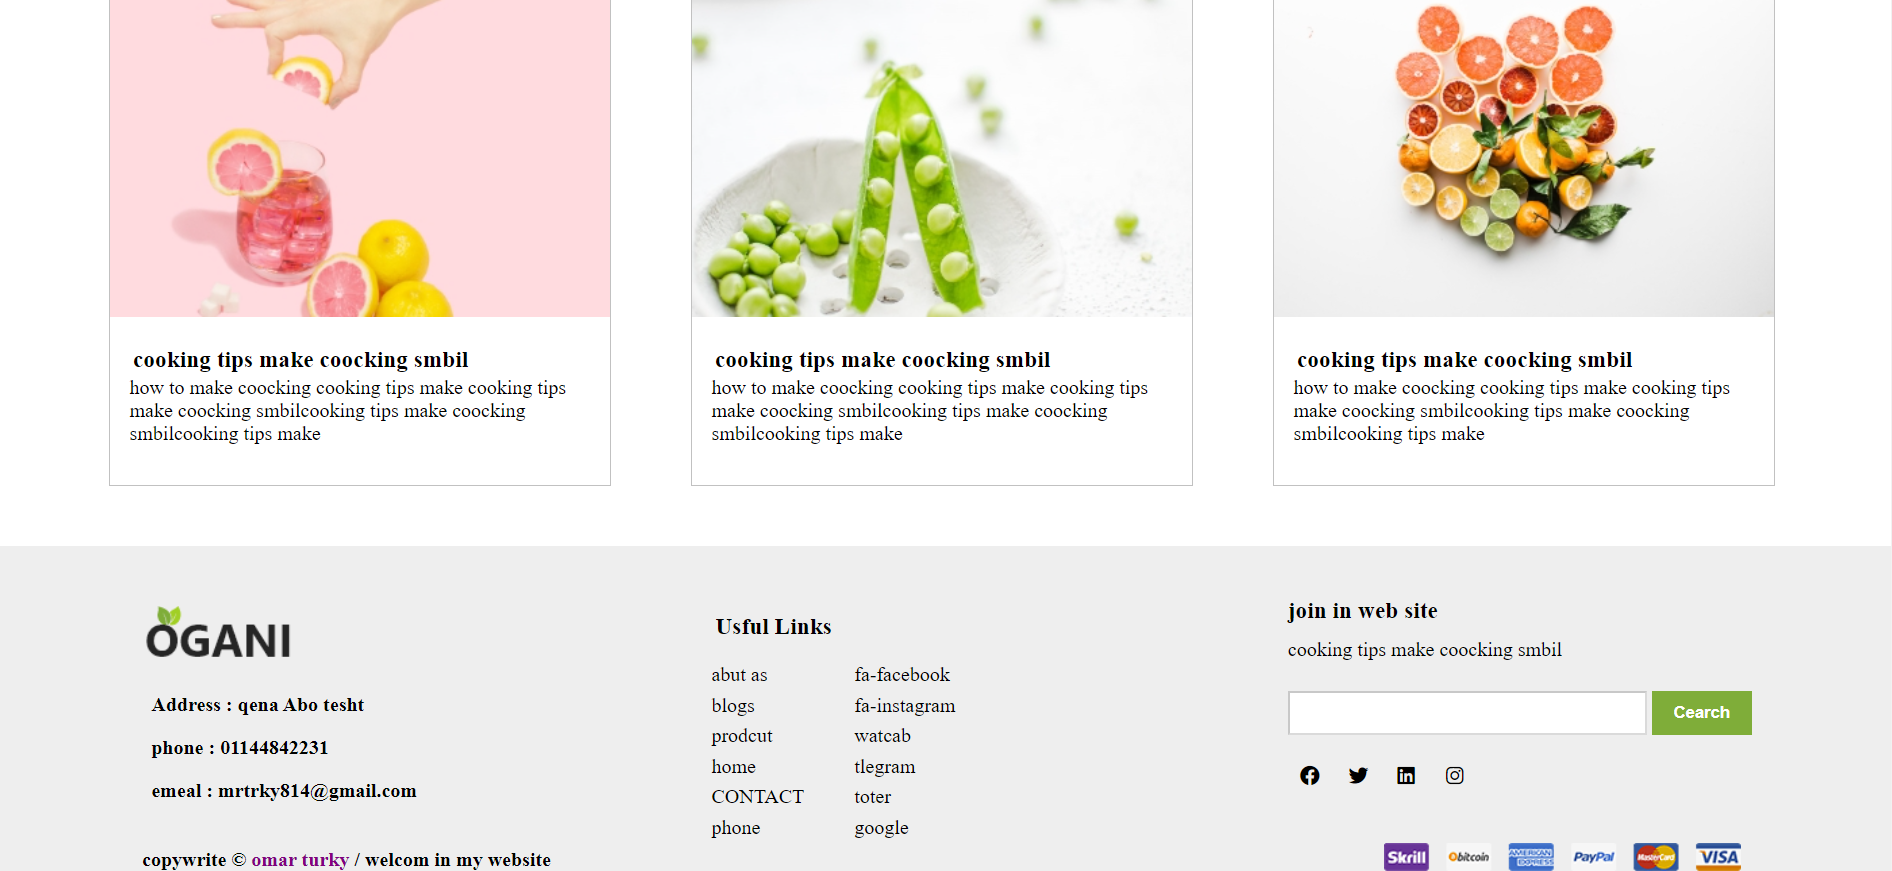 cooking tips make coocking smbil
how to make coocking cooking tips make cooking tips
make coocking smbilcooking tips make coocking
smbilcooking tips make
cooking tips make coocking smbil
how to make coocking cooking tips make cooking tips
make coocking smbilcooking tips make coocking
smbilcooking tips make
cooking tips make coocking smbil
how to make coocking cooking tips make cooking tips
make coocking smbilcooking tips make coocking
smbilcooking tips make
OGANI
Address : qena Abo tesht
phone : 01144842231
emeal : mrtrky814@gmail.com
copywrite © omar turky / welcom in my website
Usful Links
abut as
blogs
prodcut
home
CONTACT
phone
fa-facebook
fa-instagram
watcab
tlegram
toter
google
join in web site
cooking tips make coocking smbil
Cearch
Skrill
bitcoin
AMERICAN EXPRESS
PayPal
MasterCard
VISA